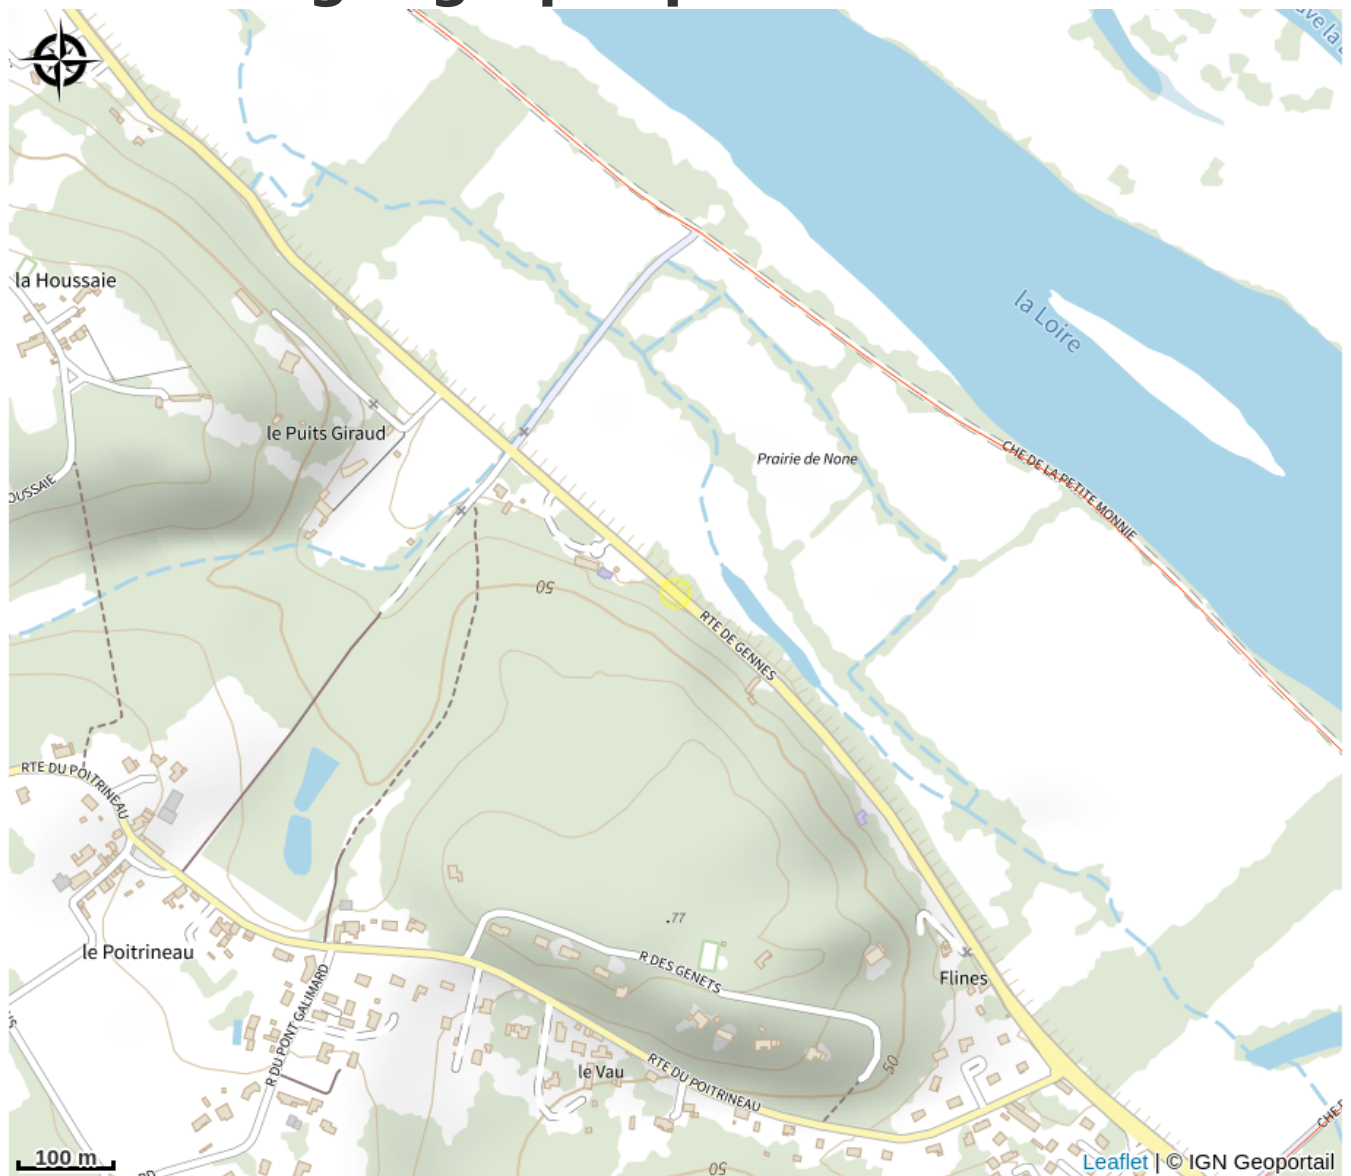 la Houssaie
la Loire
le Puits Giraud
OUSSAIE
Prairie de None
CHE DE LA PETITE MONNIE
50
RTE DE GENNES
RTE DU POITRINEAU
.77
le Poitrineau
R DES GENETS
Flines
R DU PONT GALIMARD
le Vau
RTE DU POITRINEAU
50
50
100 m
Leaflet | © IGN Geoportail